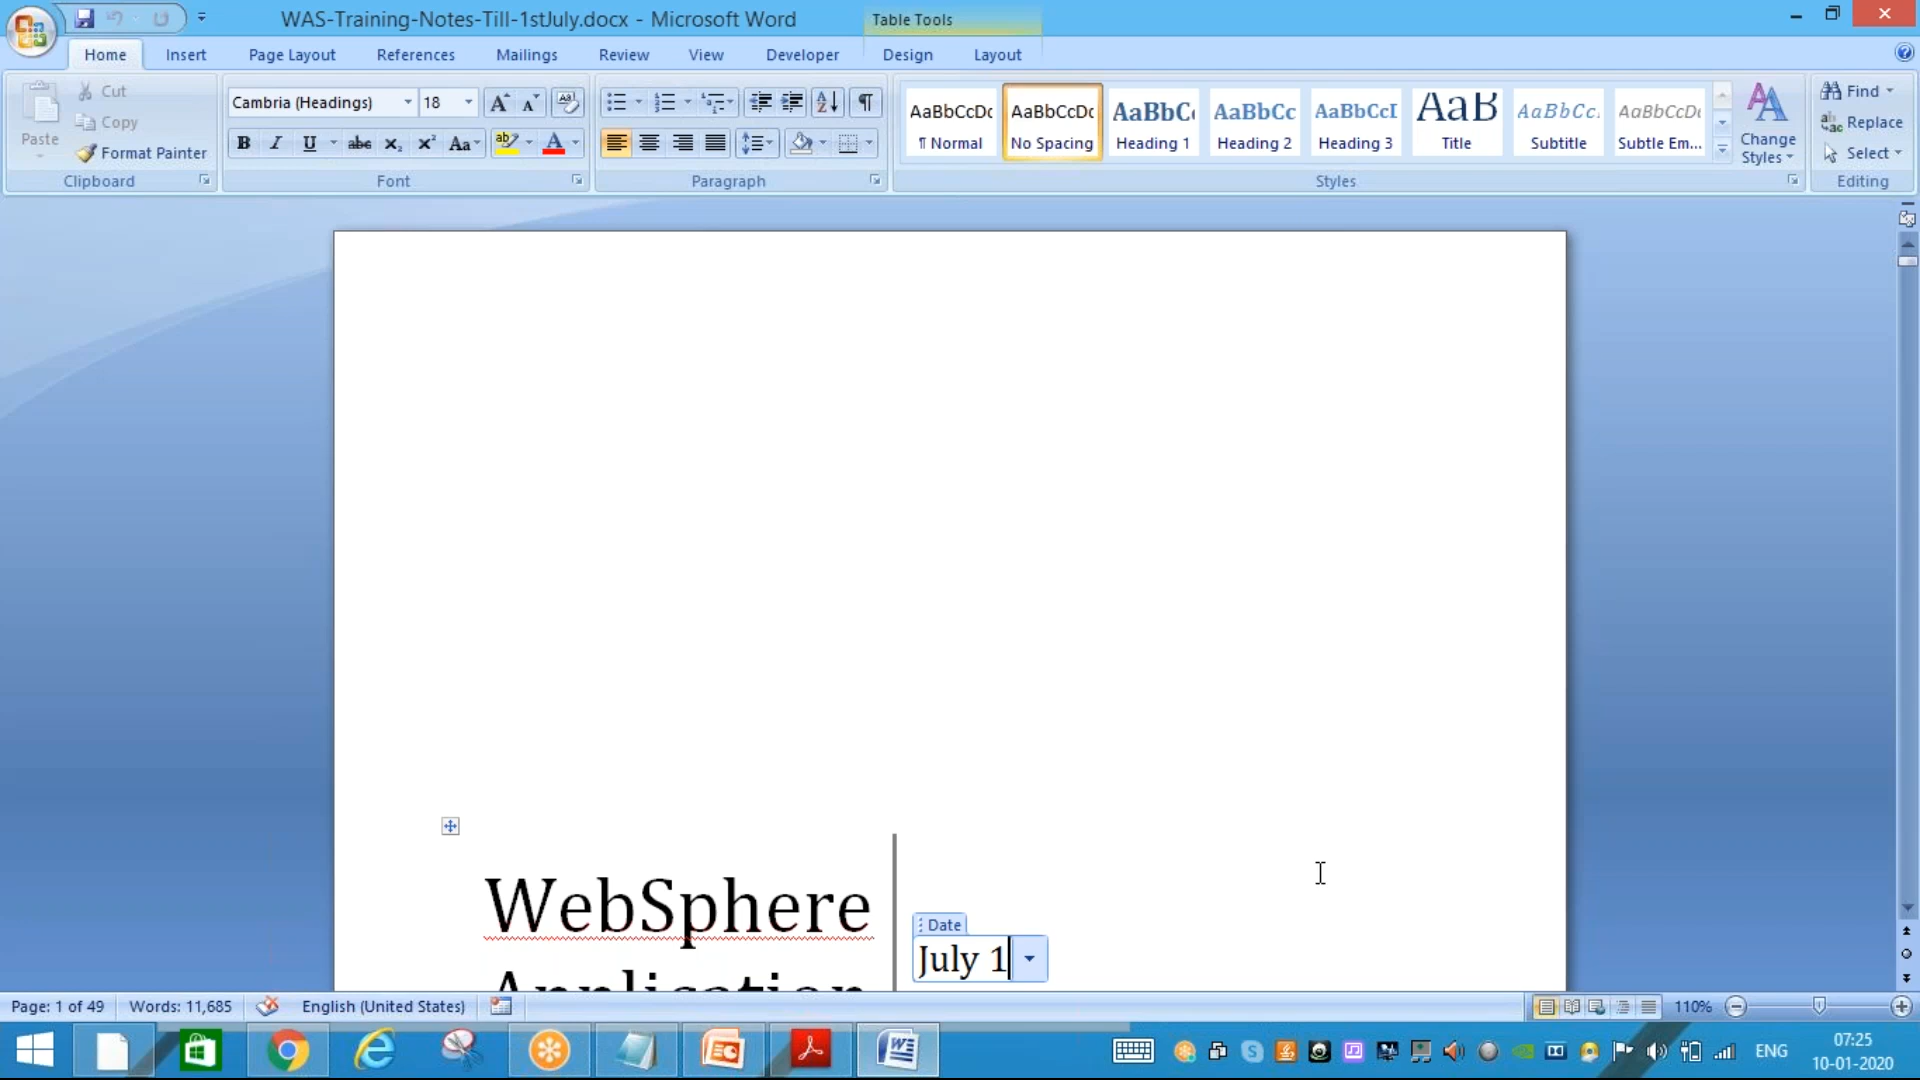 WAS-Training-Notes-Till-1stJuly.docx - Microsoft Word
Table Tools
Home Insert Page Layout References Mailings Review View Developer Design Layout
Paste
Cut
Copy
Format Painter
Clipboard
Cambria (Headings) 18
Font
Paragraph
AaBbCcDc AaBbCcDc AaBbC AaBbCc AaBbCcI AaB AaBbCc. AaBbCcDc
¶ Normal No Spacing Heading 1 Heading 2 Heading 3 Title Subtitle Subtle Em...
Change
Styles
Styles
Find
Replace
Select
Editing
WebSphere
Application
Date
July 1
Page: 1 of 49 Words: 11,685 English (United States) 110%
ENG
07:25
10-01-2020